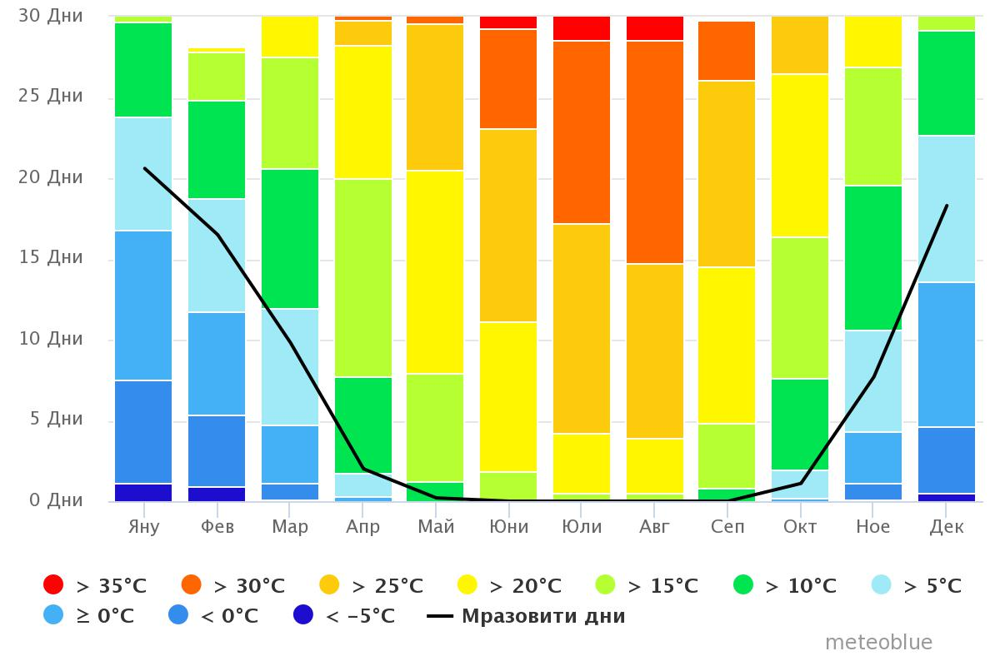 30 Дни
25 Дни
20 Дни
15 Дни
10 Дни
5 Дни
0 Дни
Яну Фев Мар Апр Май Юни Юли Авг Сеп Окт Ное Дек
> 35°C > 30°C > 25°C > 20°C > 15°C > 10°C > 5°C
≥ 0°C < 0°C < −5°C Мразовити дни
meteoblue